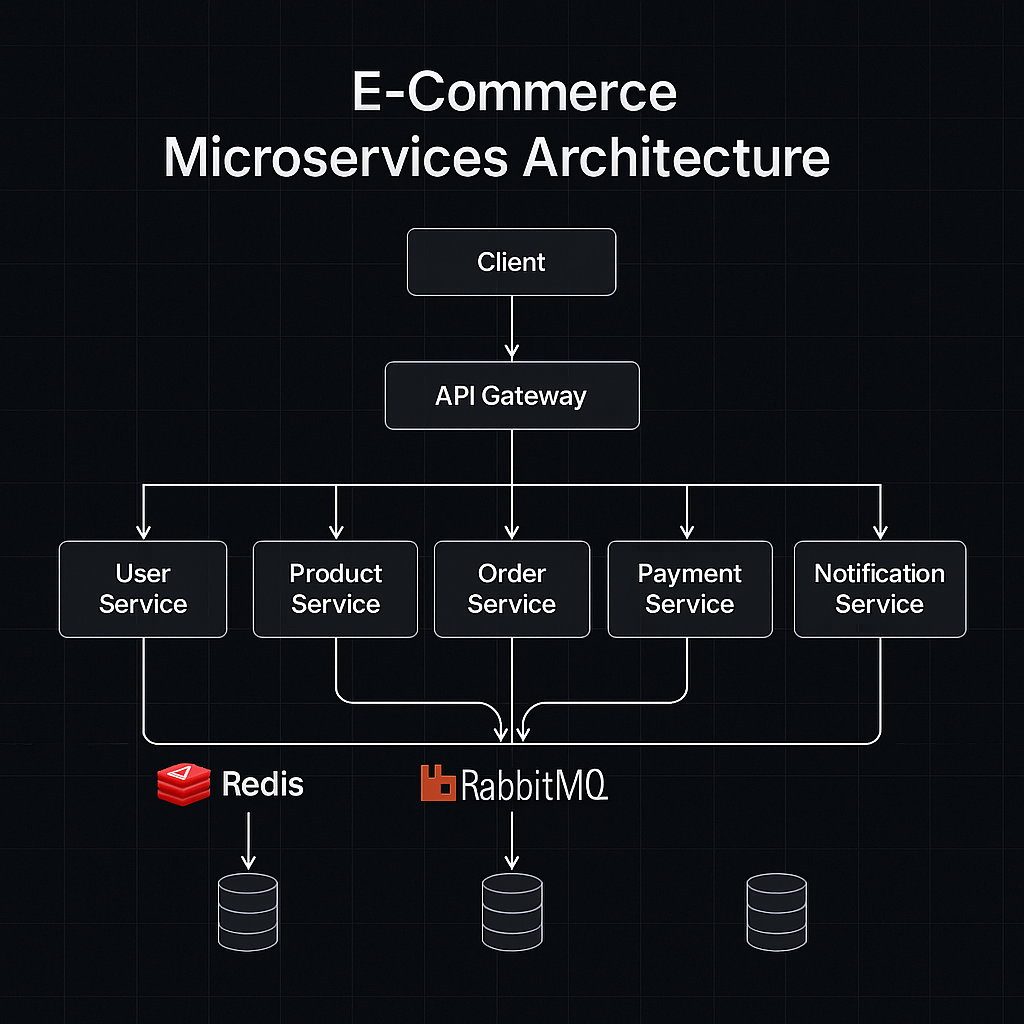 E-Commerce
Microservices Architecture
Client
API Gateway
User
Service
Product
Service
Order
Service
Payment
Service
Notification
Service
Redis
RabbitMQ